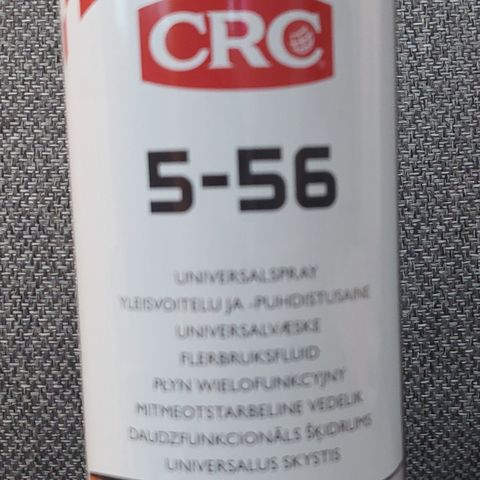 CRC
5-56
UNIVERSALSPRAY
YLEISVOITELU JA -PUHDISTUSAINE
UNIVERSALVÆSKE
FLERBRUKSFLUID
PŁYN WIELOFUNKCYJNY
MITMEOTSTARBELINE VEDELIK
DAUDZFUNKCIONĀLS ŠĶIDRUMS
UNIVERSALUS SKYSTIS